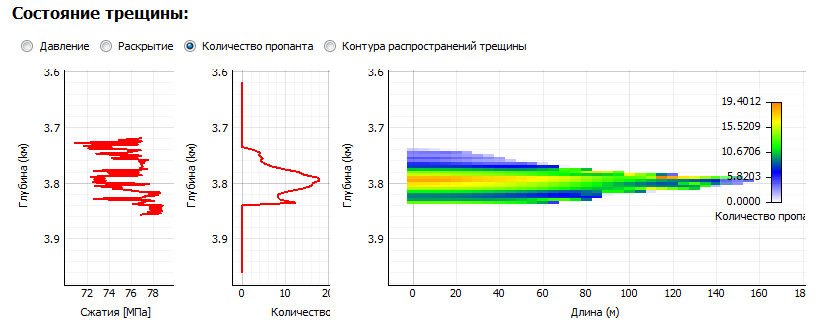 Состояние трещины:
Давление Раскрытие Количество пропанта Контура распространений трещины
3.6 3.6 3.6
19.4012
3.7 3.7 3.7 15.5209
Глубина (км) Глубина (км) Глубина (км) 10.6706
3.8 3.8 3.8 5.8203
0.0000
Количество пропа
3.9 3.9 3.9
72 74 76 78 0 10 20 0 20 40 60 80 100 120 140 160 18
Сжатия [МПа] Количество Длина (м)